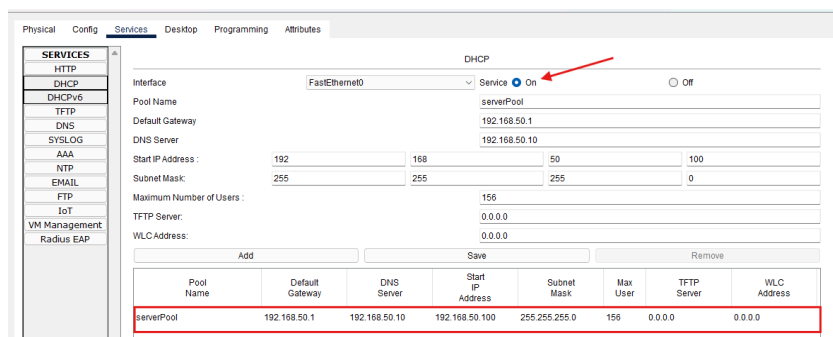 Physical Config Services Desktop Programming Attributes
SERVICES
HTTP
DHCP
DHCPv6
TFTP
DNS
SYSLOG
AAA
NTP
EMAIL
FTP
IoT
VM Management
Radius EAP
DHCP
Interface FastEthernet0 Service On Off
Pool Name serverPool
Default Gateway 192.168.50.1
DNS Server 192.168.50.10
Start IP Address : 192 168 50 100
Subnet Mask: 255 255 255 0
Maximum Number of Users : 156
TFTP Server: 0.0.0.0
WLC Address: 0.0.0.0
Add Save Remove
Pool Name Default Gateway DNS Server Start IP Address Subnet Mask Max User TFTP Server WLC Address
serverPool 192.168.50.1 192.168.50.10 192.168.50.100 255.255.255.0 156 0.0.0.0 0.0.0.0